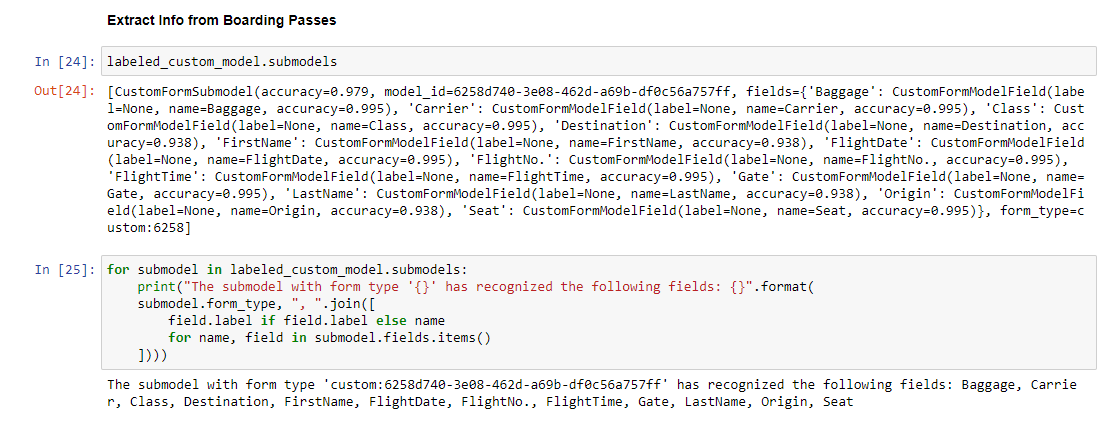 Extract Info from Boarding Passes
In [24]: labeled_custom_model.submodels
Out[24]: [CustomFormSubmodel(accuracy=0.979, model_id=6258d740-3e08-462d-a69b-df0c56a757ff, fields={'Baggage': CustomFormModelField(labe
l=None, name=Baggage, accuracy=0.995), 'Carrier': CustomFormModelField(label=None, name=Carrier, accuracy=0.995), 'Class': Cust
omFormModelField(label=None, name=Class, accuracy=0.995), 'Destination': CustomFormModelField(label=None, name=Destination, acc
uracy=0.938), 'FirstName': CustomFormModelField(label=None, name=FirstName, accuracy=0.938), 'FlightDate': CustomFormModelField
(label=None, name=FlightDate, accuracy=0.995), 'FlightNo.': CustomFormModelField(label=None, name=FlightNo., accuracy=0.995),
'FlightTime': CustomFormModelField(label=None, name=FlightTime, accuracy=0.995), 'Gate': CustomFormModelField(label=None, name=
Gate, accuracy=0.995), 'LastName': CustomFormModelField(label=None, name=LastName, accuracy=0.938), 'Origin': CustomFormModelFi
eld(label=None, name=Origin, accuracy=0.938), 'Seat': CustomFormModelField(label=None, name=Seat, accuracy=0.995)}, form_type=c
ustom:6258]
In [25]: for submodel in labeled_custom_model.submodels:
    print("The submodel with form type '{}' has recognized the following fields: {}".format(
    submodel.form_type, ", ".join([
        field.label if field.label else name
        for name, field in submodel.fields.items()
    ])))
The submodel with form type 'custom:6258d740-3e08-462d-a69b-df0c56a757ff' has recognized the following fields: Baggage, Carrie
r, Class, Destination, FirstName, FlightDate, FlightNo., FlightTime, Gate, LastName, Origin, Seat